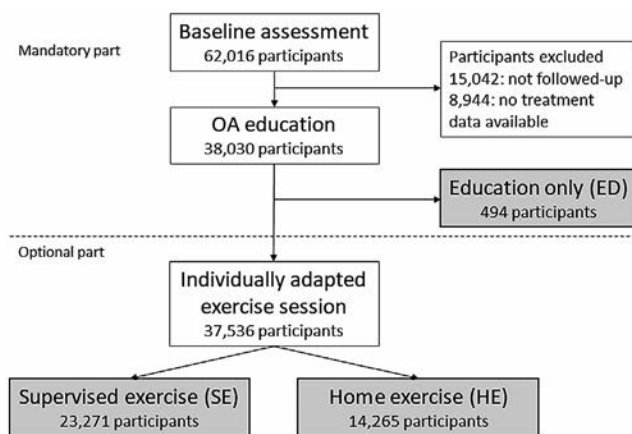 Mandatory part
Baseline assessment
62,016 participants
Participants excluded
15,042: not followed-up
8,944: no treatment
data available
OA education
38,030 participants
Education only (ED)
494 participants
Optional part
Individually adapted
exercise session
37,536 participants
Supervised exercise (SE)
23,271 participants
Home exercise (HE)
14,265 participants